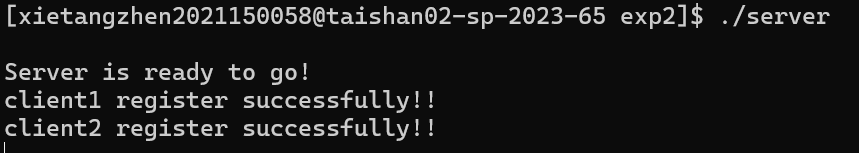 [xietangzhen2021150058@taishan02-sp-2023-65 exp2]$ ./server
Server is ready to go!
client1 register successfully!!
client2 register successfully!!